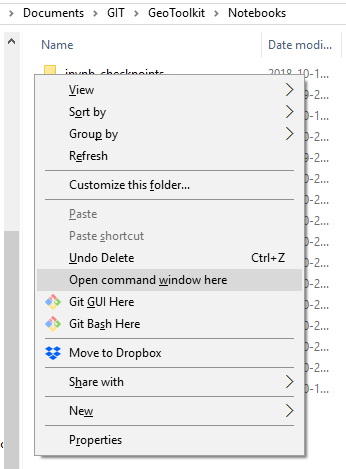 Documents > GIT > GeoToolkit > Notebooks
Name Date modi...
.ipynb_checkpoints 2018-10-1...
View
Sort by
Group by
Refresh
Customize this folder...
Paste
Paste shortcut
Undo Delete Ctrl+Z
Open command window here
Git GUI Here
Git Bash Here
Move to Dropbox
Share with
New
Properties